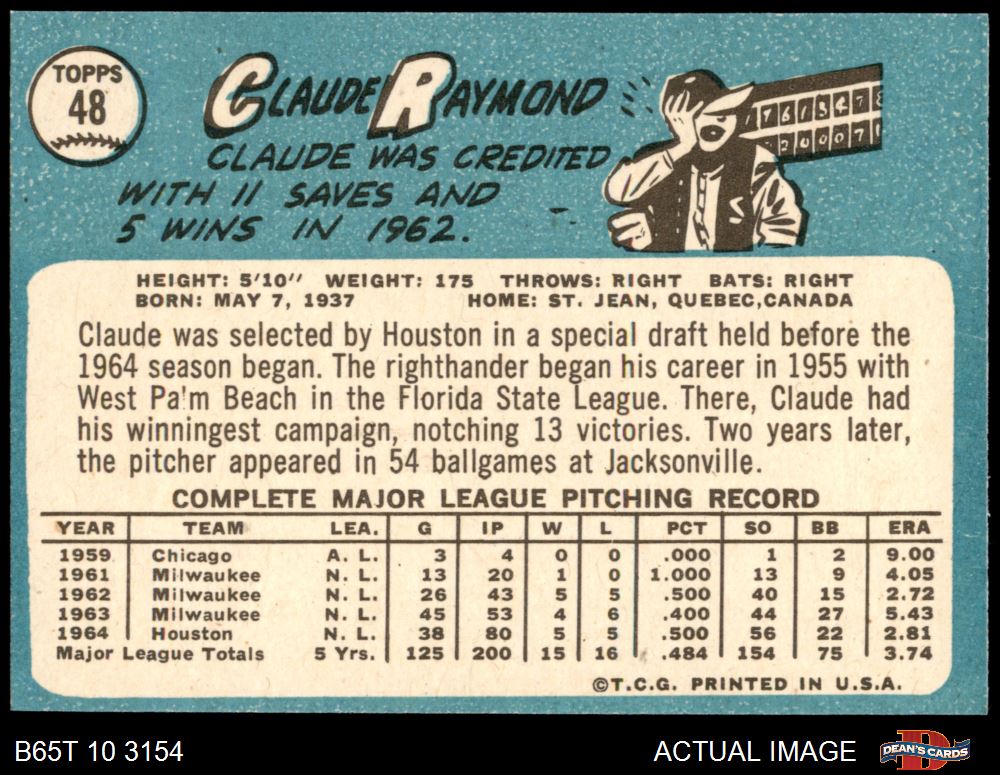 TOPPS
48
CLAUDE RAYMOND
CLAUDE WAS CREDITED
WITH 11 SAVES AND
5 WINS IN 1962.
HEIGHT: 5'10" WEIGHT: 175 THROWS: RIGHT BATS: RIGHT
BORN: MAY 7, 1937 HOME: ST. JEAN, QUEBEC,CANADA
Claude was selected by Houston in a special draft held before the
1964 season began. The righthander began his career in 1955 with
West Pa'm Beach in the Florida State League. There, Claude had
his winningest campaign, notching 13 victories. Two years later,
the pitcher appeared in 54 ballgames at Jacksonville.
COMPLETE MAJOR LEAGUE PITCHING RECORD
YEAR TEAM LEA. G IP W L PCT SO BB ERA
1959 Chicago A. L. 3 4 0 0 .000 1 2 9.00
1961 Milwaukee N. L. 13 20 1 0 1.000 13 9 4.05
1962 Milwaukee N. L. 26 43 5 5 .500 40 15 2.72
1963 Milwaukee N. L. 45 53 4 6 .400 44 27 5.43
1964 Houston N. L. 38 80 5 5 .500 56 22 2.81
Major League Totals 5 Yrs. 125 200 15 16 .484 154 75 3.74
©T.C.G. PRINTED IN U.S.A.
B65T 10 3154 ACTUAL IMAGE DEAN'S CARDS